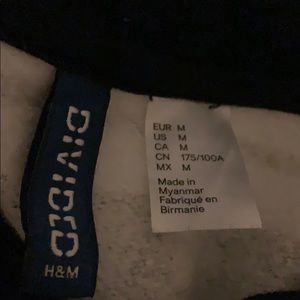 DIVIDED
H&M
EUR M
US M
CA M
CN 175/100A
MX M
Made in
Myanmar
Fabriqué en
Birmanie